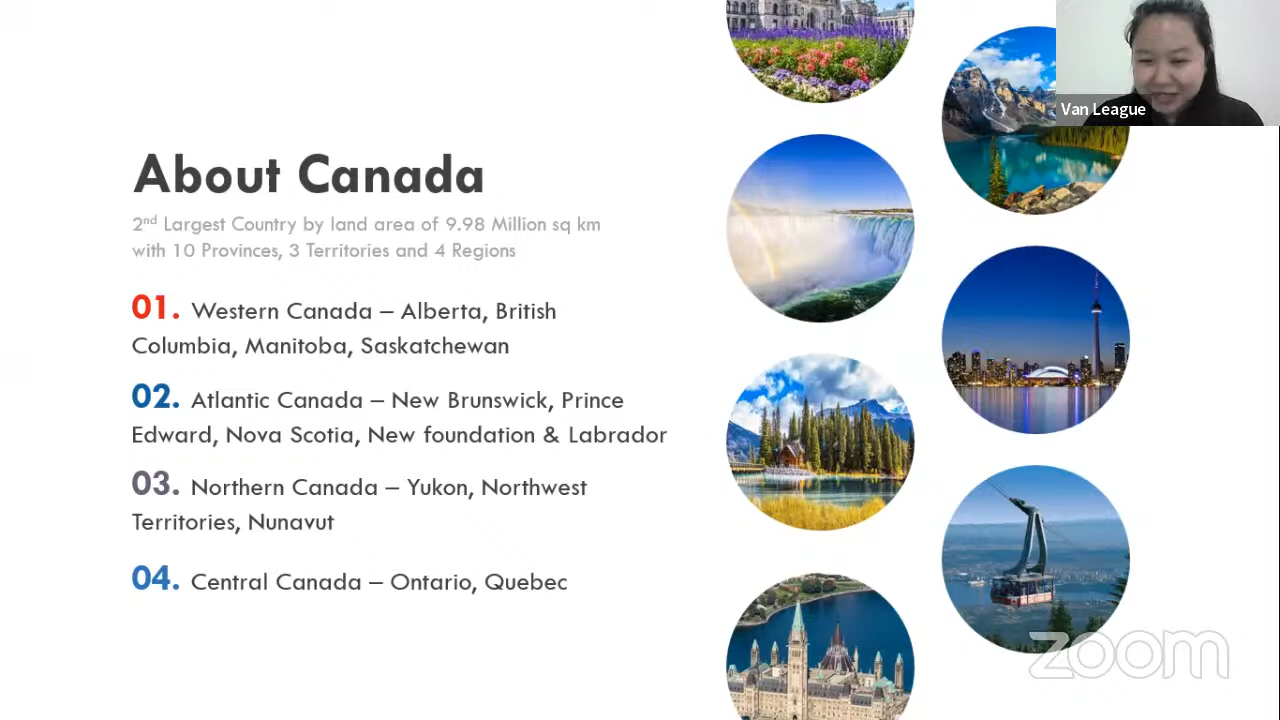 Van League
About Canada
2nd Largest Country by land area of 9.98 Million sq km
with 10 Provinces, 3 Territories and 4 Regions
01. Western Canada – Alberta, British
Columbia, Manitoba, Saskatchewan
02. Atlantic Canada – New Brunswick, Prince
Edward, Nova Scotia, New foundation & Labrador
03. Northern Canada – Yukon, Northwest
Territories, Nunavut
04. Central Canada – Ontario, Quebec
zoom